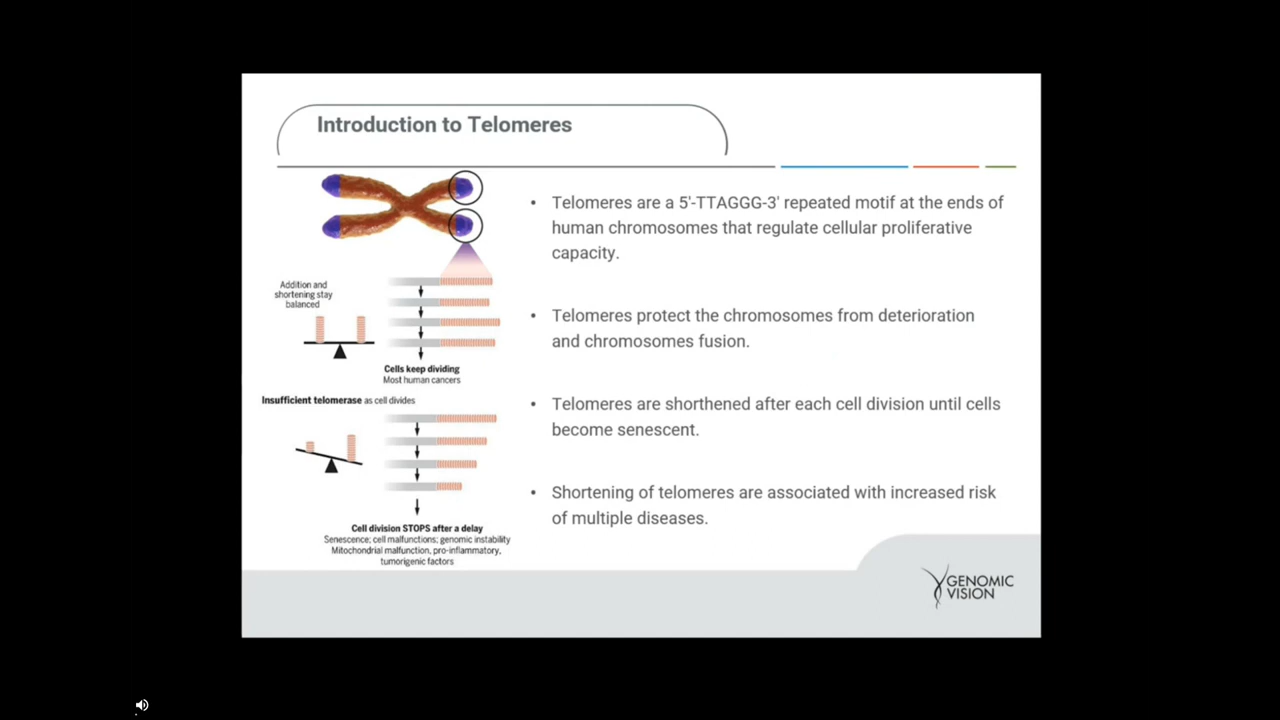 Introduction to Telomeres
Addition and
shortening stay
balanced
Cells keep dividing
Most human cancers
Insufficient telomerase as cell divides
Cell division STOPS after a delay
Senescence; cell malfunctions; genomic instability
Mitochondrial malfunction, pro-inflammatory,
tumorigenic factors
• Telomeres are a 5'-TTAGGG-3' repeated motif at the ends of
human chromosomes that regulate cellular proliferative
capacity.
• Telomeres protect the chromosomes from deterioration
and chromosomes fusion.
• Telomeres are shortened after each cell division until cells
become senescent.
• Shortening of telomeres are associated with increased risk
of multiple diseases.
GENOMIC
VISION